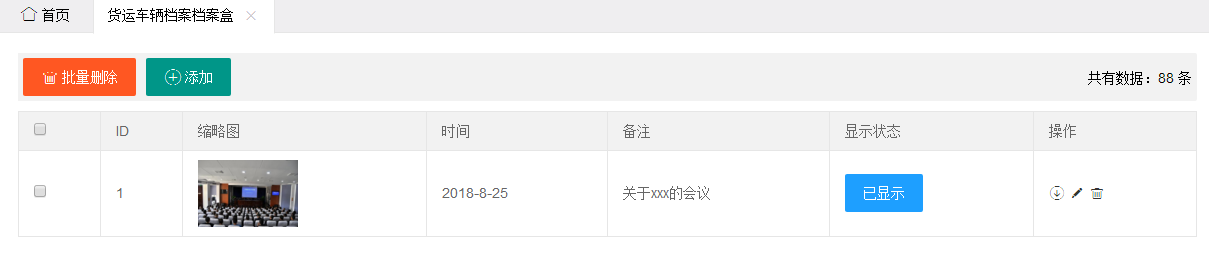 首页 货运车辆档案档案盒
批量删除 添加 共有数据：88 条
ID 缩略图 时间 备注 显示状态 操作
1 2018-8-25 关于xxx的会议 已显示